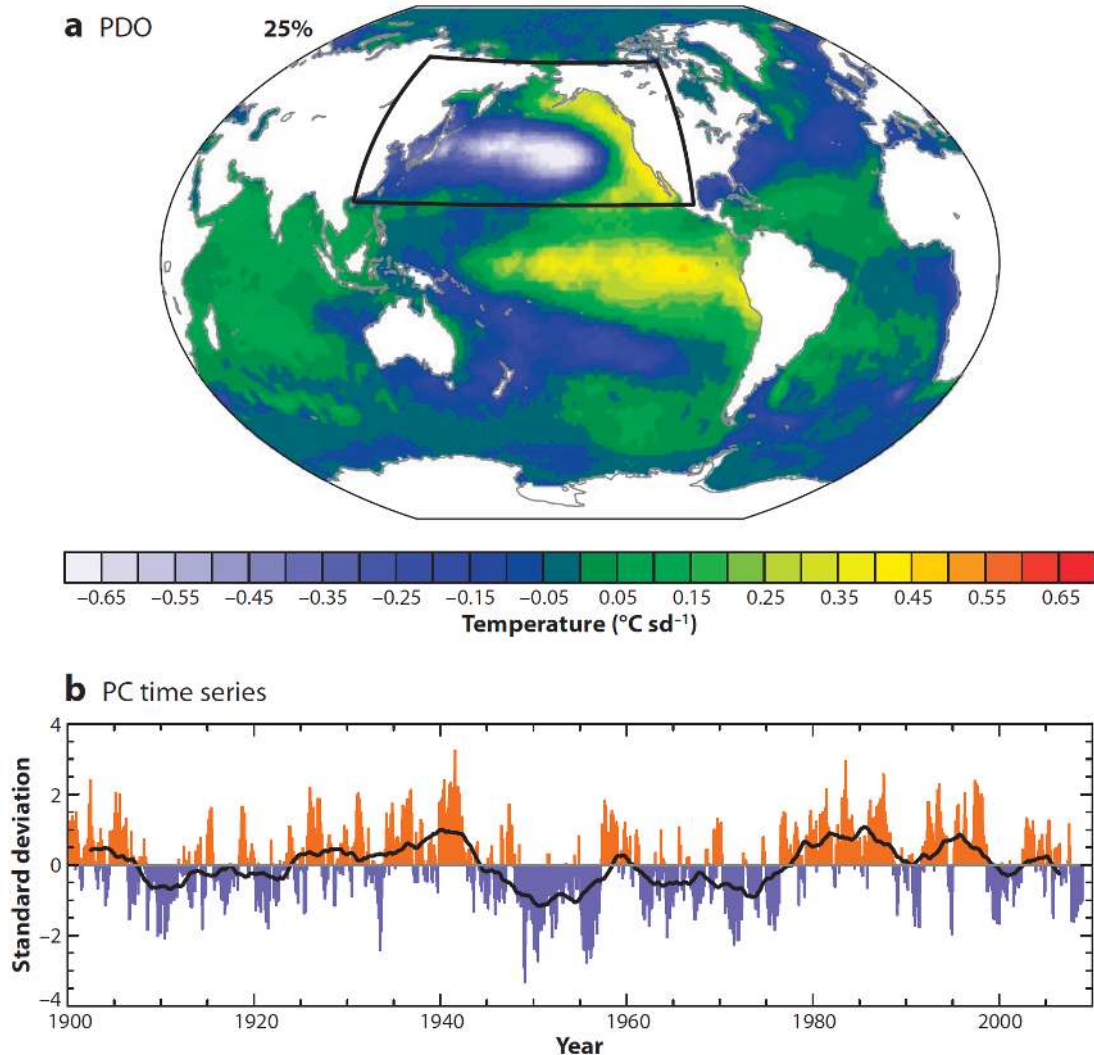 a PDO 25%
−0.65 −0.55 −0.45 −0.35 −0.25 −0.15 −0.05 0.05 0.15 0.25 0.35 0.45 0.55 0.65
Temperature (°C sd⁻¹)
b PC time series
4
2
0
−2
−4
Standard deviation
1900 1920 1940 1960 1980 2000
Year